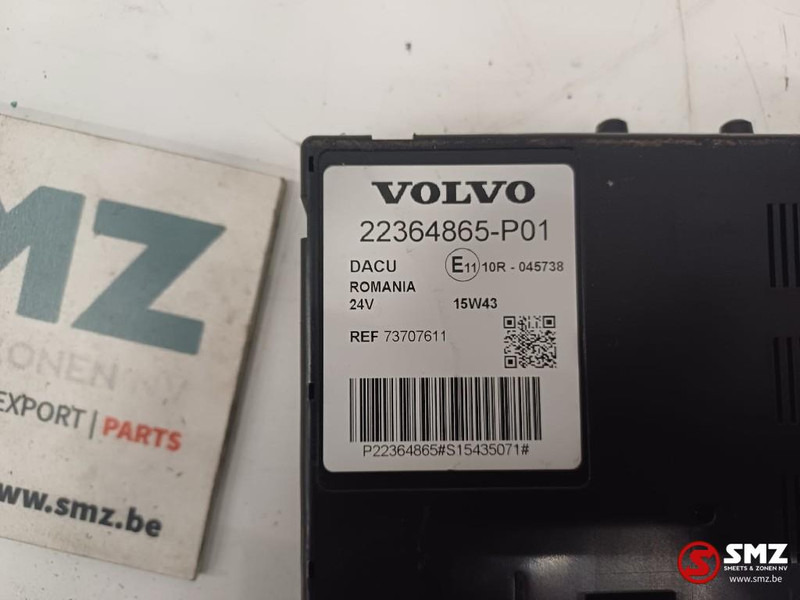 SMZ
& ZONEN NV
EXPORT | PARTS
www.smz.be
VOLVO
22364865-P01
DACU E11 10R - 045738
ROMANIA
24V 15W43
REF 73707611
P22364865#S15435071#
SMZ
SHEETS & ZONEN NV
WWW.SMZ.BE